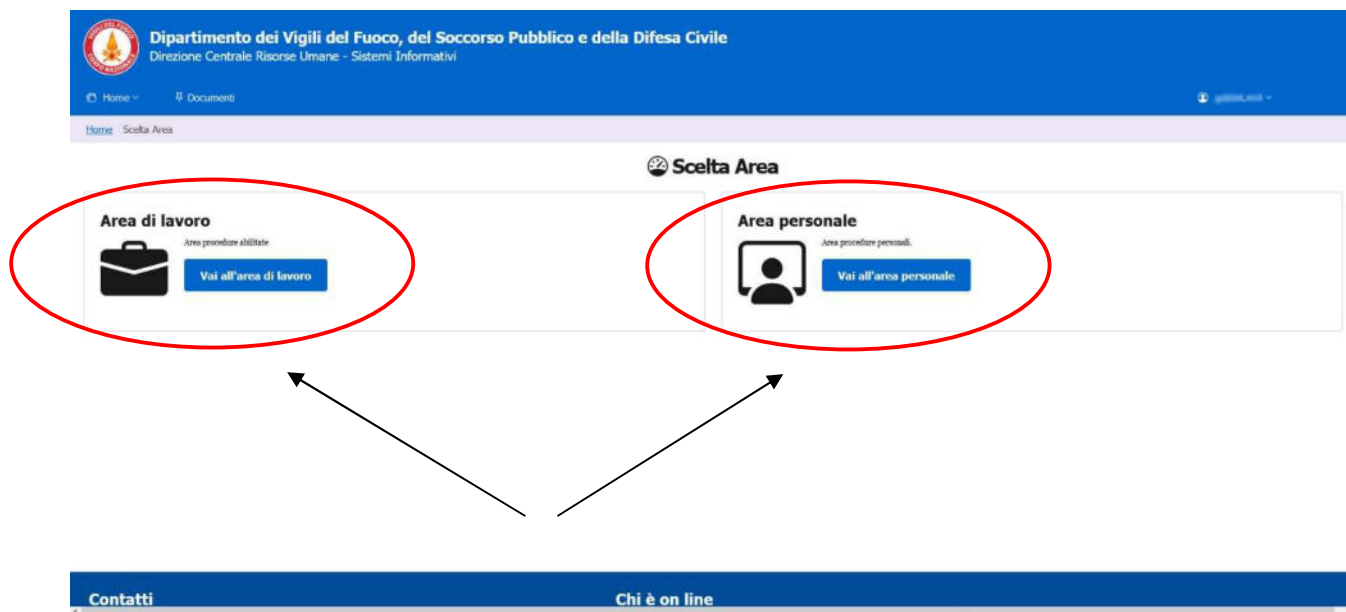 Dipartimento dei Vigili del Fuoco, del Soccorso Pubblico e della Difesa Civile
Direzione Centrale Risorse Umane - Sistemi Informativi
Home
Documenti
Home Scelta Area
Scelta Area
Area di lavoro
Area procedure abilitate
Vai all'area di lavoro
Area personale
Area procedure personali.
Vai all'area personale
Contatti
Chi è on line